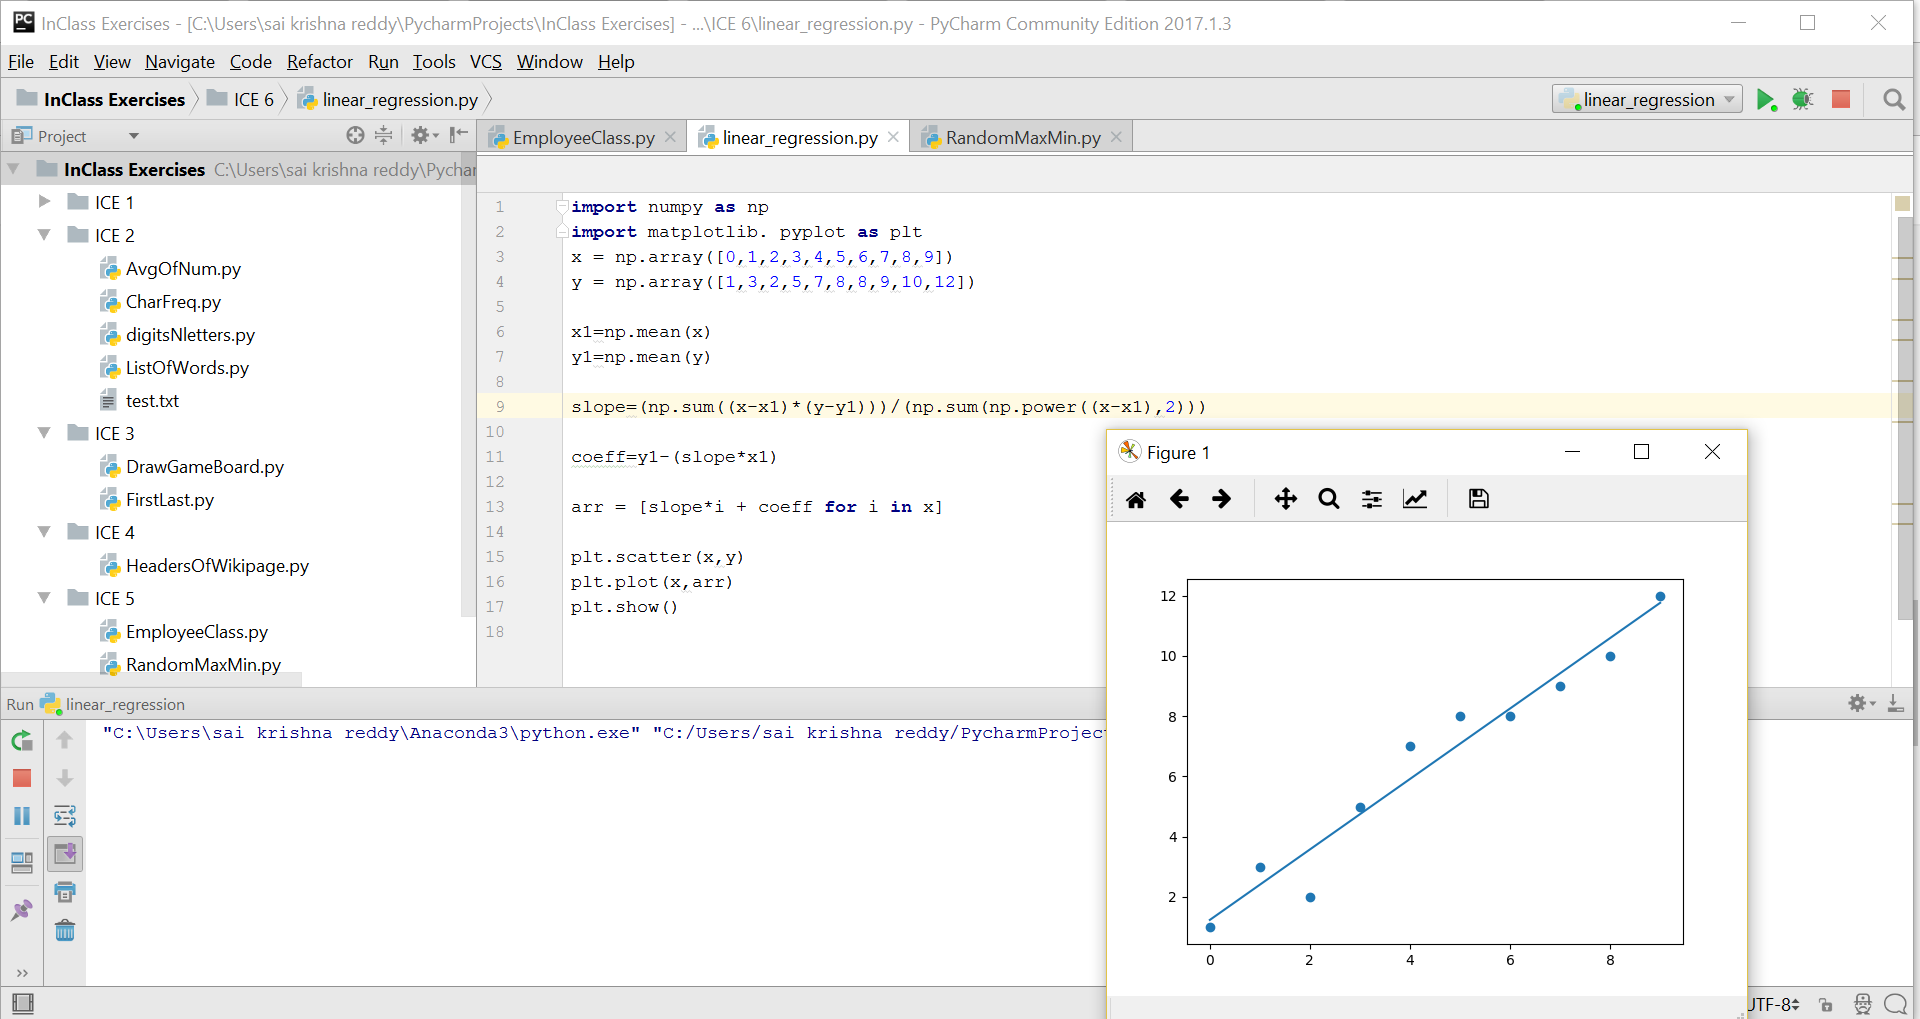 PC InClass Exercises - [C:\Users\sai krishna reddy\PycharmProjects\InClass Exercises] - ...\ICE 6\linear_regression.py - PyCharm Community Edition 2017.1.3
File Edit View Navigate Code Refactor Run Tools VCS Window Help
InClass Exercises ICE 6 linear_regression.py linear_regression
Project EmployeeClass.py linear_regression.py RandomMaxMin.py
InClass Exercises C:\Users\sai krishna reddy\Pychar
ICE 1
ICE 2
AvgOfNum.py
CharFreq.py
digitsNletters.py
ListOfWords.py
test.txt
ICE 3
DrawGameBoard.py
FirstLast.py
ICE 4
HeadersOfWikipage.py
ICE 5
EmployeeClass.py
RandomMaxMin.py
1 import numpy as np
2 import matplotlib. pyplot as plt
3 x = np.array([0,1,2,3,4,5,6,7,8,9])
4 y = np.array([1,3,2,5,7,8,8,9,10,12])
5
6 x1=np.mean(x)
7 y1=np.mean(y)
8
9 slope=(np.sum((x-x1)*(y-y1)))/(np.sum(np.power((x-x1),2)))
10
11 coeff=y1-(slope*x1)
12
13 arr = [slope*i + coeff for i in x]
14
15 plt.scatter(x,y)
16 plt.plot(x,arr)
17 plt.show()
18
Figure 1
12
10
8
6
4
2
0 2 4 6 8
Run linear_regression
"C:\Users\sai krishna reddy\Anaconda3\python.exe" "C:/Users/sai krishna reddy/PycharmProjec
UTF-8